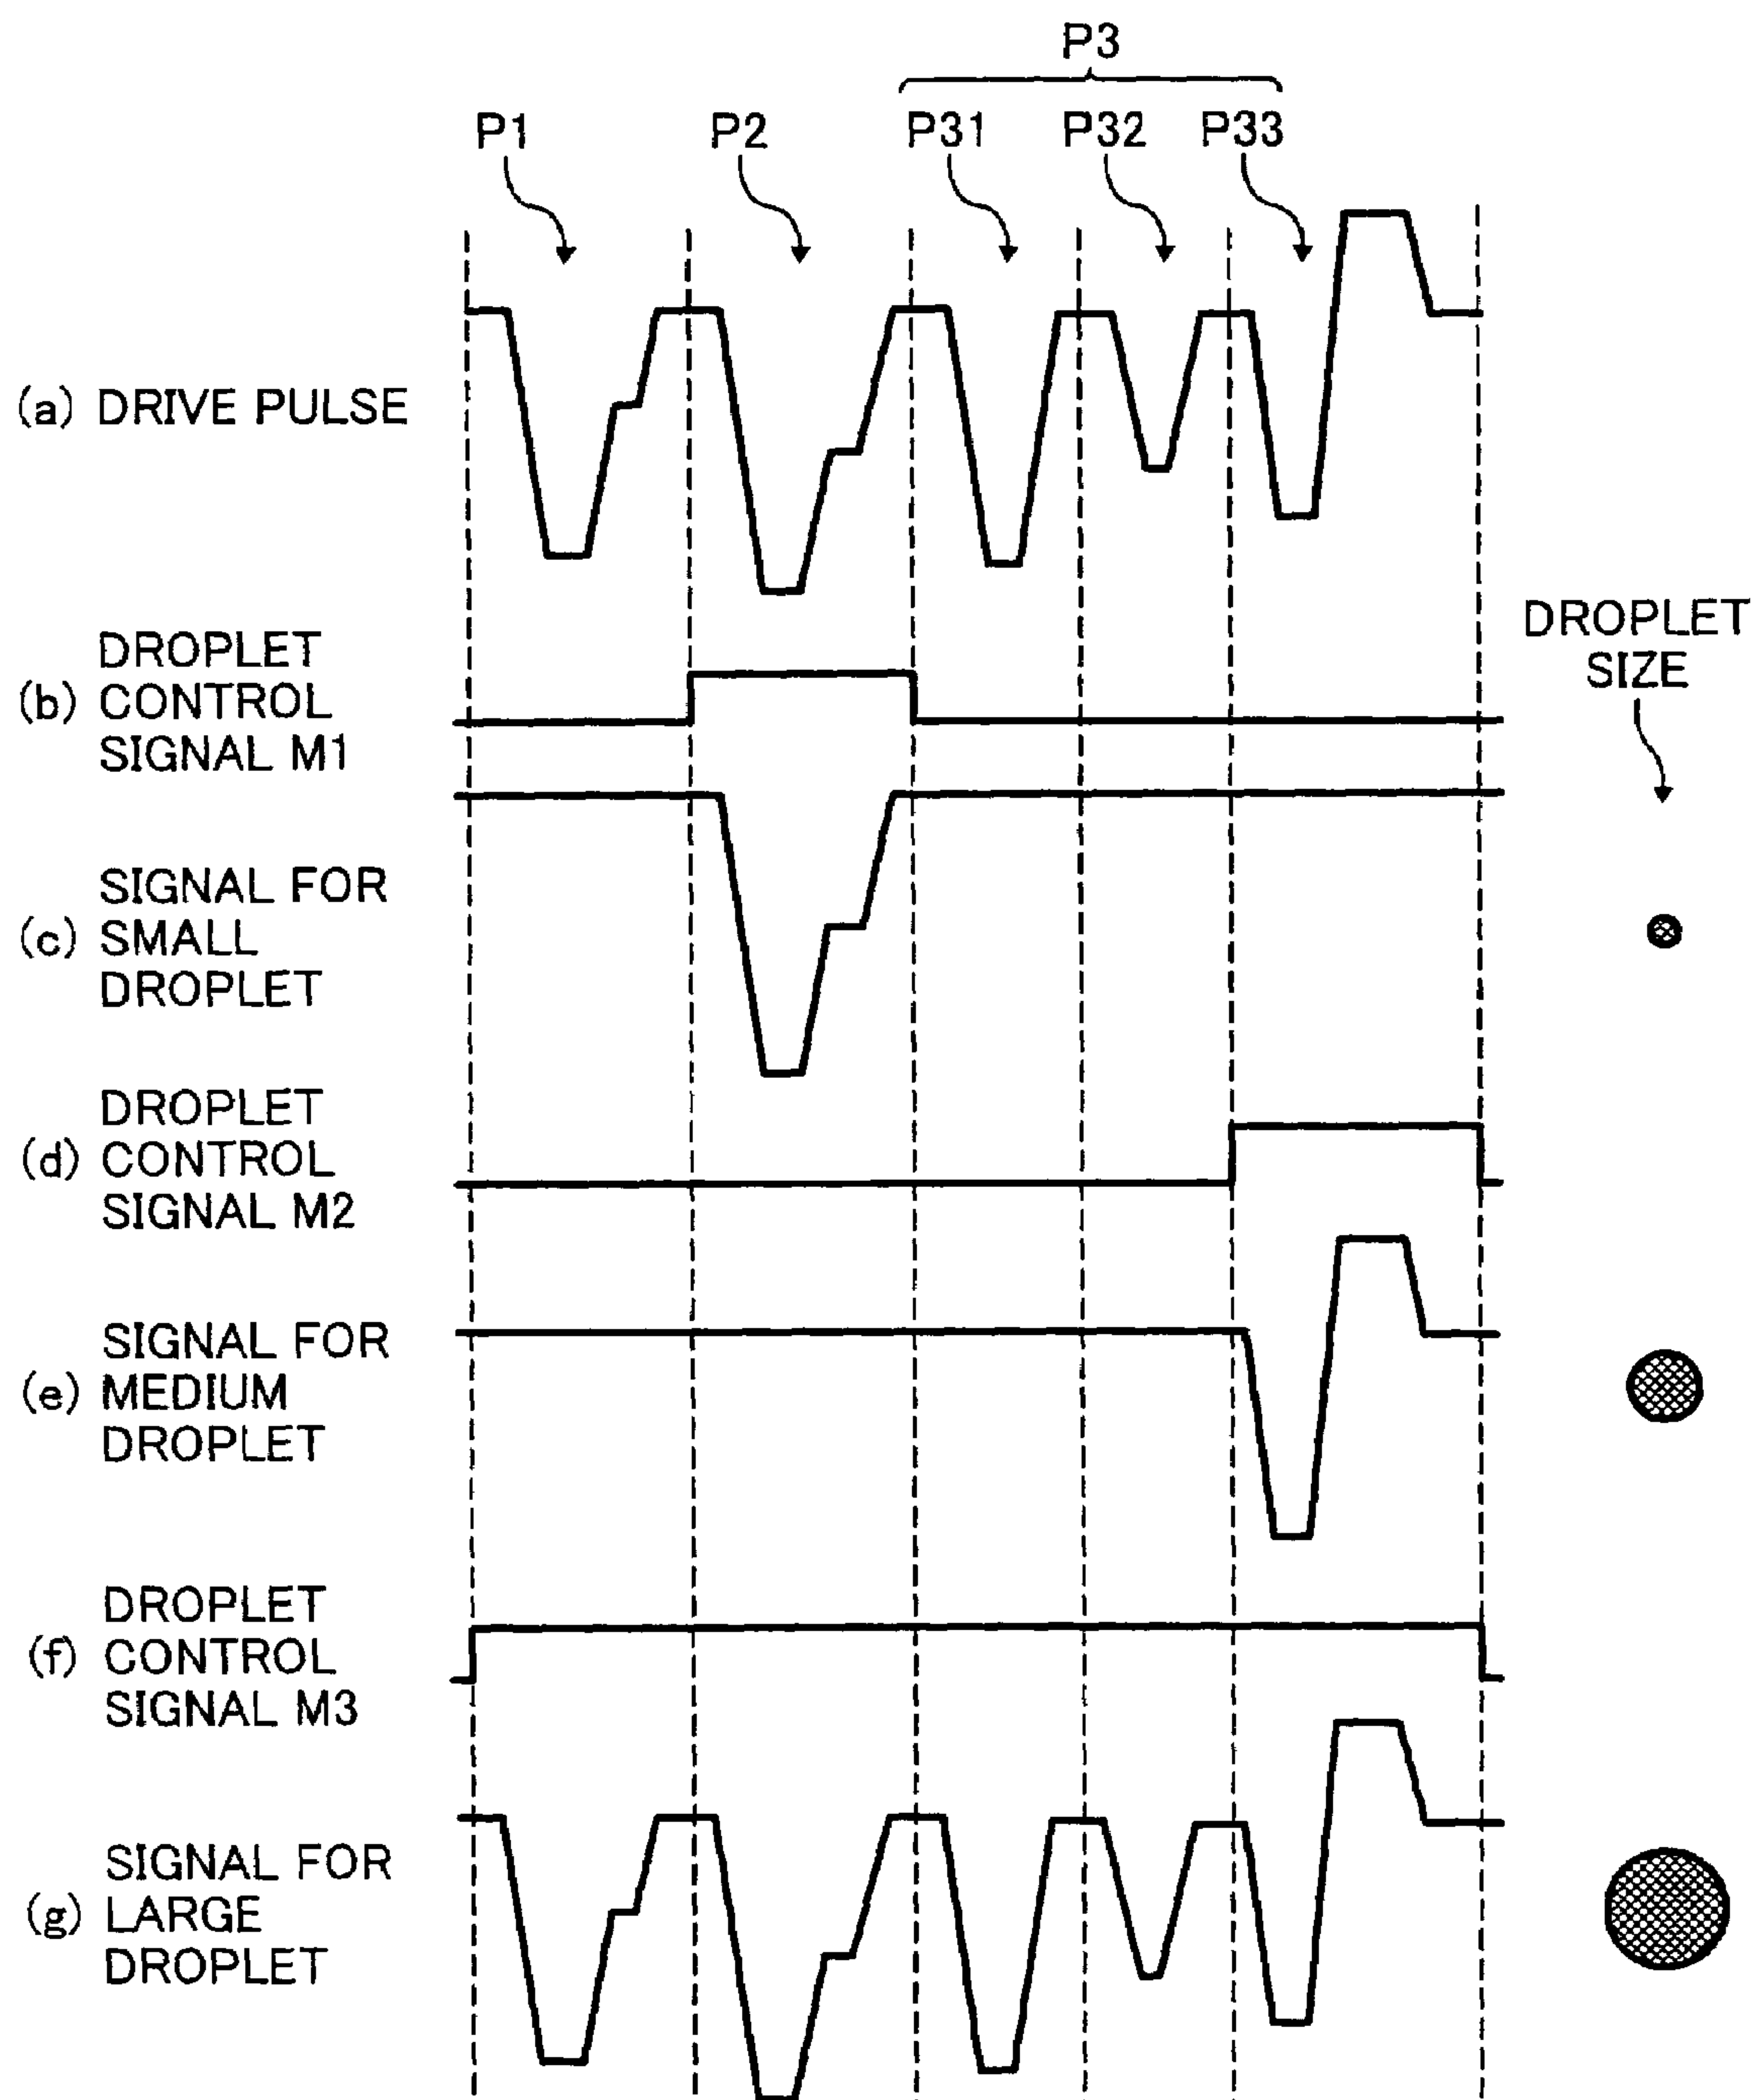 P3
P1 P2 P31 P32 P33
(a) DRIVE PULSE
DROPLET
SIZE
DROPLET
(b) CONTROL
SIGNAL M1
SIGNAL FOR
(c) SMALL
DROPLET
DROPLET
(d) CONTROL
SIGNAL M2
SIGNAL FOR
(e) MEDIUM
DROPLET
DROPLET
(f) CONTROL
SIGNAL M3
SIGNAL FOR
(g) LARGE
DROPLET